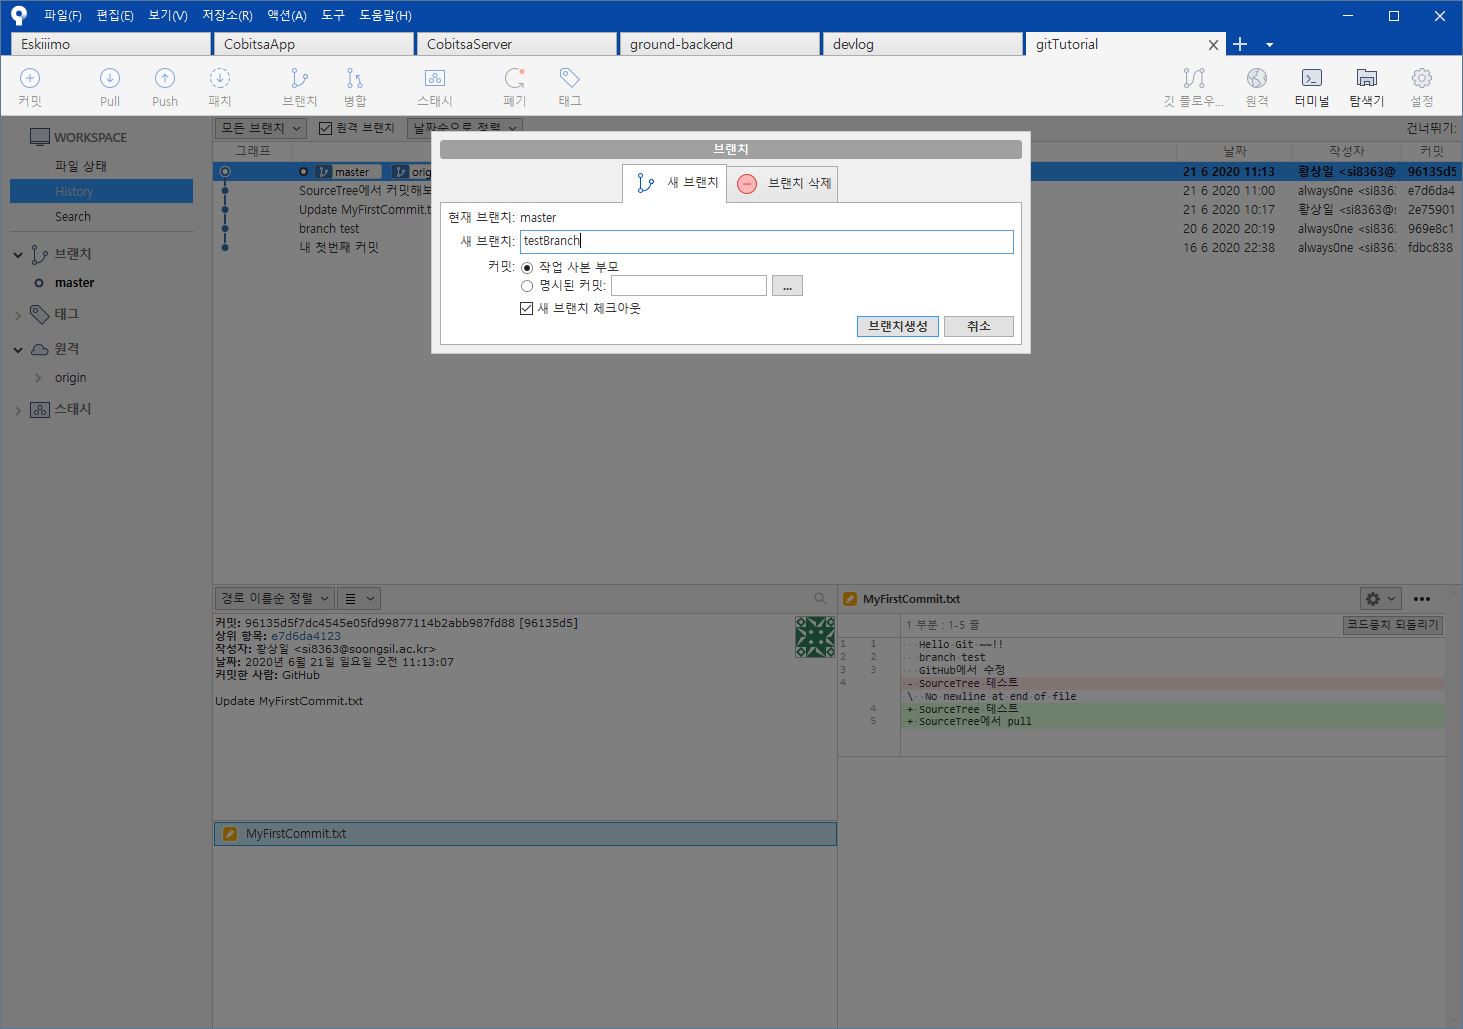 파일(F) 편집(E) 보기(V) 저장소(R) 액션(A) 도구 도움말(H)
Eskiiimo CobitsaApp CobitsaServer ground-backend devlog gitTutorial
커밋 Pull Push 패치 브랜치 병합 스태시 폐기 태그 깃 플로우... 원격 터미널 탐색기 설정
WORKSPACE
파일 상태
History
Search
브랜치
master
태그
원격
origin
스태시
모든 브랜치 원격 브랜치 날짜순으로 정렬 건너뛰기:
그래프 날짜 작성자 커밋
master orig 21 6 2020 11:13 황상일 <si8363@ 96135d5
SourceTree에서 커밋해보 21 6 2020 11:00 always0ne <si8363 e7d6da4
Update MyFirstCommit.t 21 6 2020 10:17 황상일 <si8363@s 2e75901
branch test 20 6 2020 20:19 always0ne <si8363 969e8c1
내 첫번째 커밋 16 6 2020 22:38 always0ne <si8363 fdbc838
브랜치
새 브랜치 브랜치 삭제
현재 브랜치: master
새 브랜치: testBranch
커밋: 작업 사본 부모
명시된 커밋: ...
새 브랜치 체크아웃
브랜치생성 취소
경로 이름순 정렬
커밋: 96135d5f7dc4545e05fd99877114b2abb987fd88 [96135d5]
상위 항목: e7d6da4123
작성자: 황상일 <si8363@soongsil.ac.kr>
날짜: 2020년 6월 21일 일요일 오전 11:13:07
커밋한 사람: GitHub
Update MyFirstCommit.txt
MyFirstCommit.txt
MyFirstCommit.txt
1 부분 : 1-5 줄 코드뭉치 되돌리기
1 1 Hello Git ~~!!
2 2 branch test
3 3 GitHub에서 수정
4 - SourceTree 테스트
\ No newline at end of file
4 + SourceTree 테스트
5 + SourceTree에서 pull